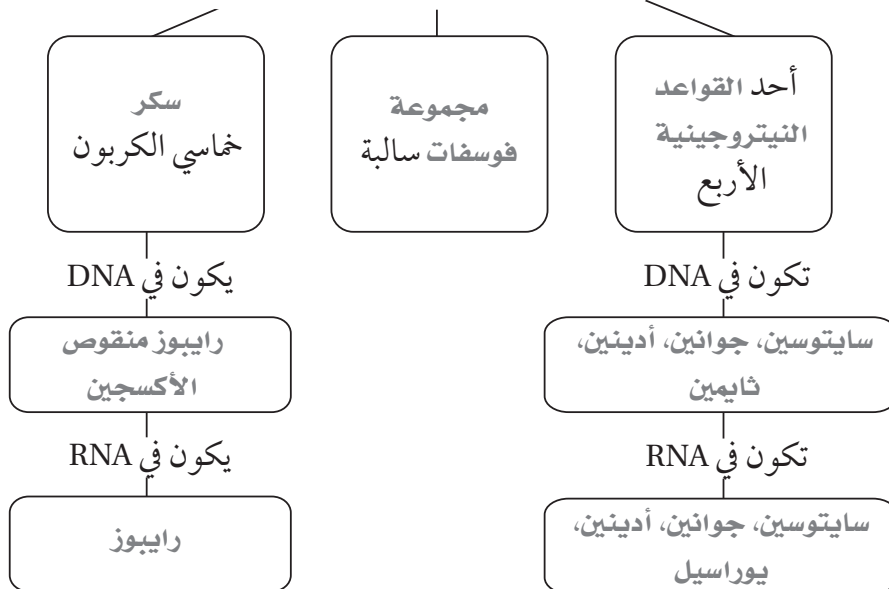 أحد القواعد
النيتروجينية
الأربع
مجموعة
فوسفات سالبة
سكر
خماسي الكربون
تكون في DNA
يكون في DNA
سايتوسين، جوانين، أدينين،
ثايمين
رايبوز منقوص
الأكسجين
تكون في RNA
يكون في RNA
سايتوسين، جوانين، أدينين،
يوراسيل
رايبوز